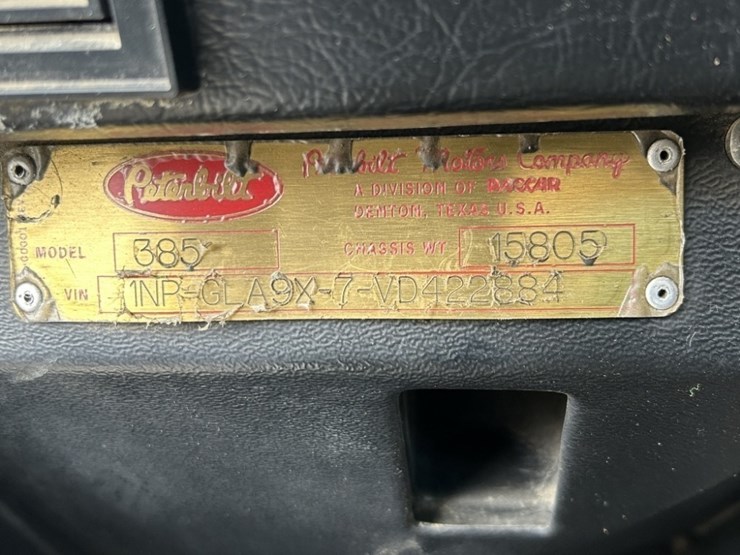 Peterbilt
Peterbilt Motors Company
A DIVISION OF PACCAR
DENTON, TEXAS U.S.A.
MODEL 385 CHASSIS WT 15805
VIN 1NP-GLA9X-7-VD422884